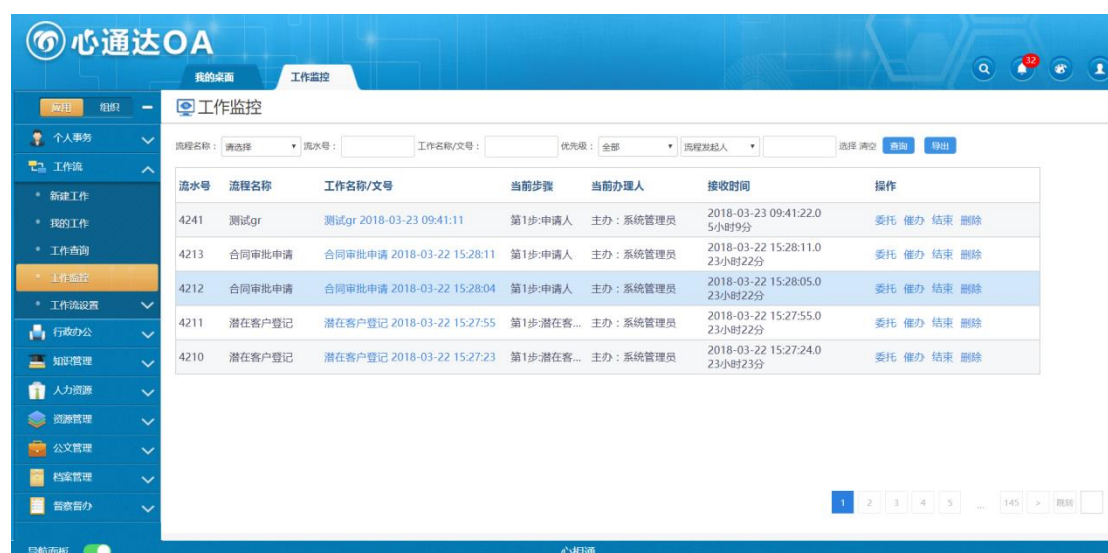 心通达OA
我的桌面 工作监控
32
应用 组织
工作监控
个人事务
工作流
新建工作
我的工作
工作查询
工作监控
工作流设置
行政办公
知识管理
人力资源
资源管理
公文管理
档案管理
督察督办
导航面板
流程名称： 请选择 流水号： 工作名称/文号： 优先级： 全部 流程发起人 选择 清空 查询 导出
流水号 流程名称 工作名称/文号 当前步骤 当前办理人 接收时间 操作
4241 测试gr 测试gr 2018-03-23 09:41:11 第1步:申请人 主办：系统管理员 2018-03-23 09:41:22.0 委托 催办 结束 删除
5小时9分
4213 合同审批申请 合同审批申请 2018-03-22 15:28:11 第1步:申请人 主办：系统管理员 2018-03-22 15:28:11.0 委托 催办 结束 删除
23小时22分
4212 合同审批申请 合同审批申请 2018-03-22 15:28:04 第1步:申请人 主办：系统管理员 2018-03-22 15:28:05.0 委托 催办 结束 删除
23小时22分
4211 潜在客户登记 潜在客户登记 2018-03-22 15:27:55 第1步:潜在客... 主办：系统管理员 2018-03-22 15:27:55.0 委托 催办 结束 删除
23小时22分
4210 潜在客户登记 潜在客户登记 2018-03-22 15:27:23 第1步:潜在客... 主办：系统管理员 2018-03-22 15:27:24.0 委托 催办 结束 删除
23小时23分
1 2 3 4 5 ... 145 > 跳到
心相通